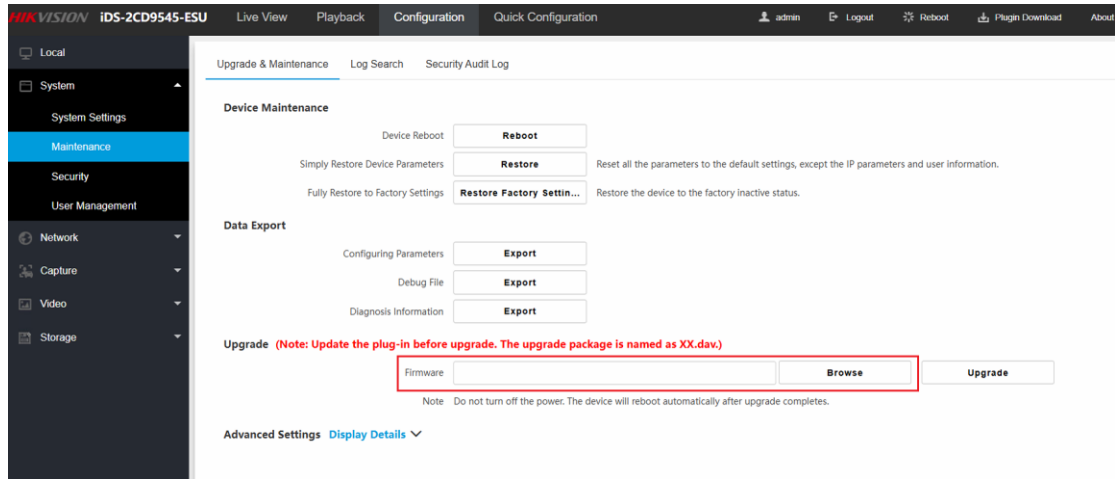 HIKVISION iDS-2CD9545-ESU Live View Playback Configuration Quick Configuration admin Logout Reboot Plugin Download About
Local
System
System Settings
Maintenance
Security
User Management
Network
Capture
Video
Storage
Upgrade & Maintenance Log Search Security Audit Log
Device Maintenance
Device Reboot Reboot
Simply Restore Device Parameters Restore Reset all the parameters to the default settings, except the IP parameters and user information.
Fully Restore to Factory Settings Restore Factory Settin... Restore the device to the factory inactive status.
Data Export
Configuring Parameters Export
Debug File Export
Diagnosis Information Export
Upgrade (Note: Update the plug-in before upgrade. The upgrade package is named as XX.dav.)
Firmware Browse Upgrade
Note Do not turn off the power. The device will reboot automatically after upgrade completes.
Advanced Settings Display Details